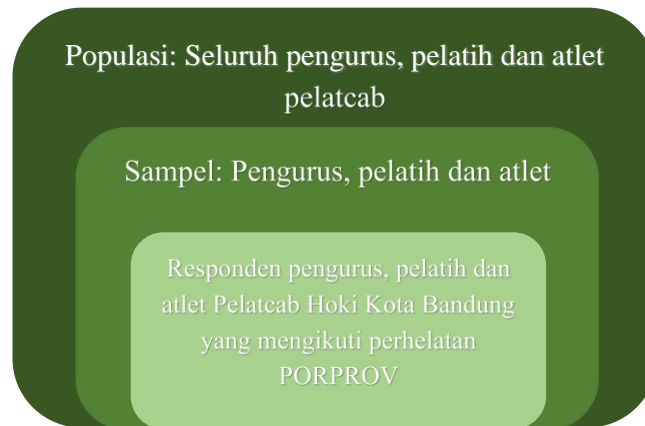 Populasi: Seluruh pengurus, pelatih dan atlet
pelatcab
Sampel: Pengurus, pelatih dan atlet
Responden pengurus, pelatih dan
atlet Pelatcab Hoki Kota Bandung
yang mengikuti perhelatan
PORPROV